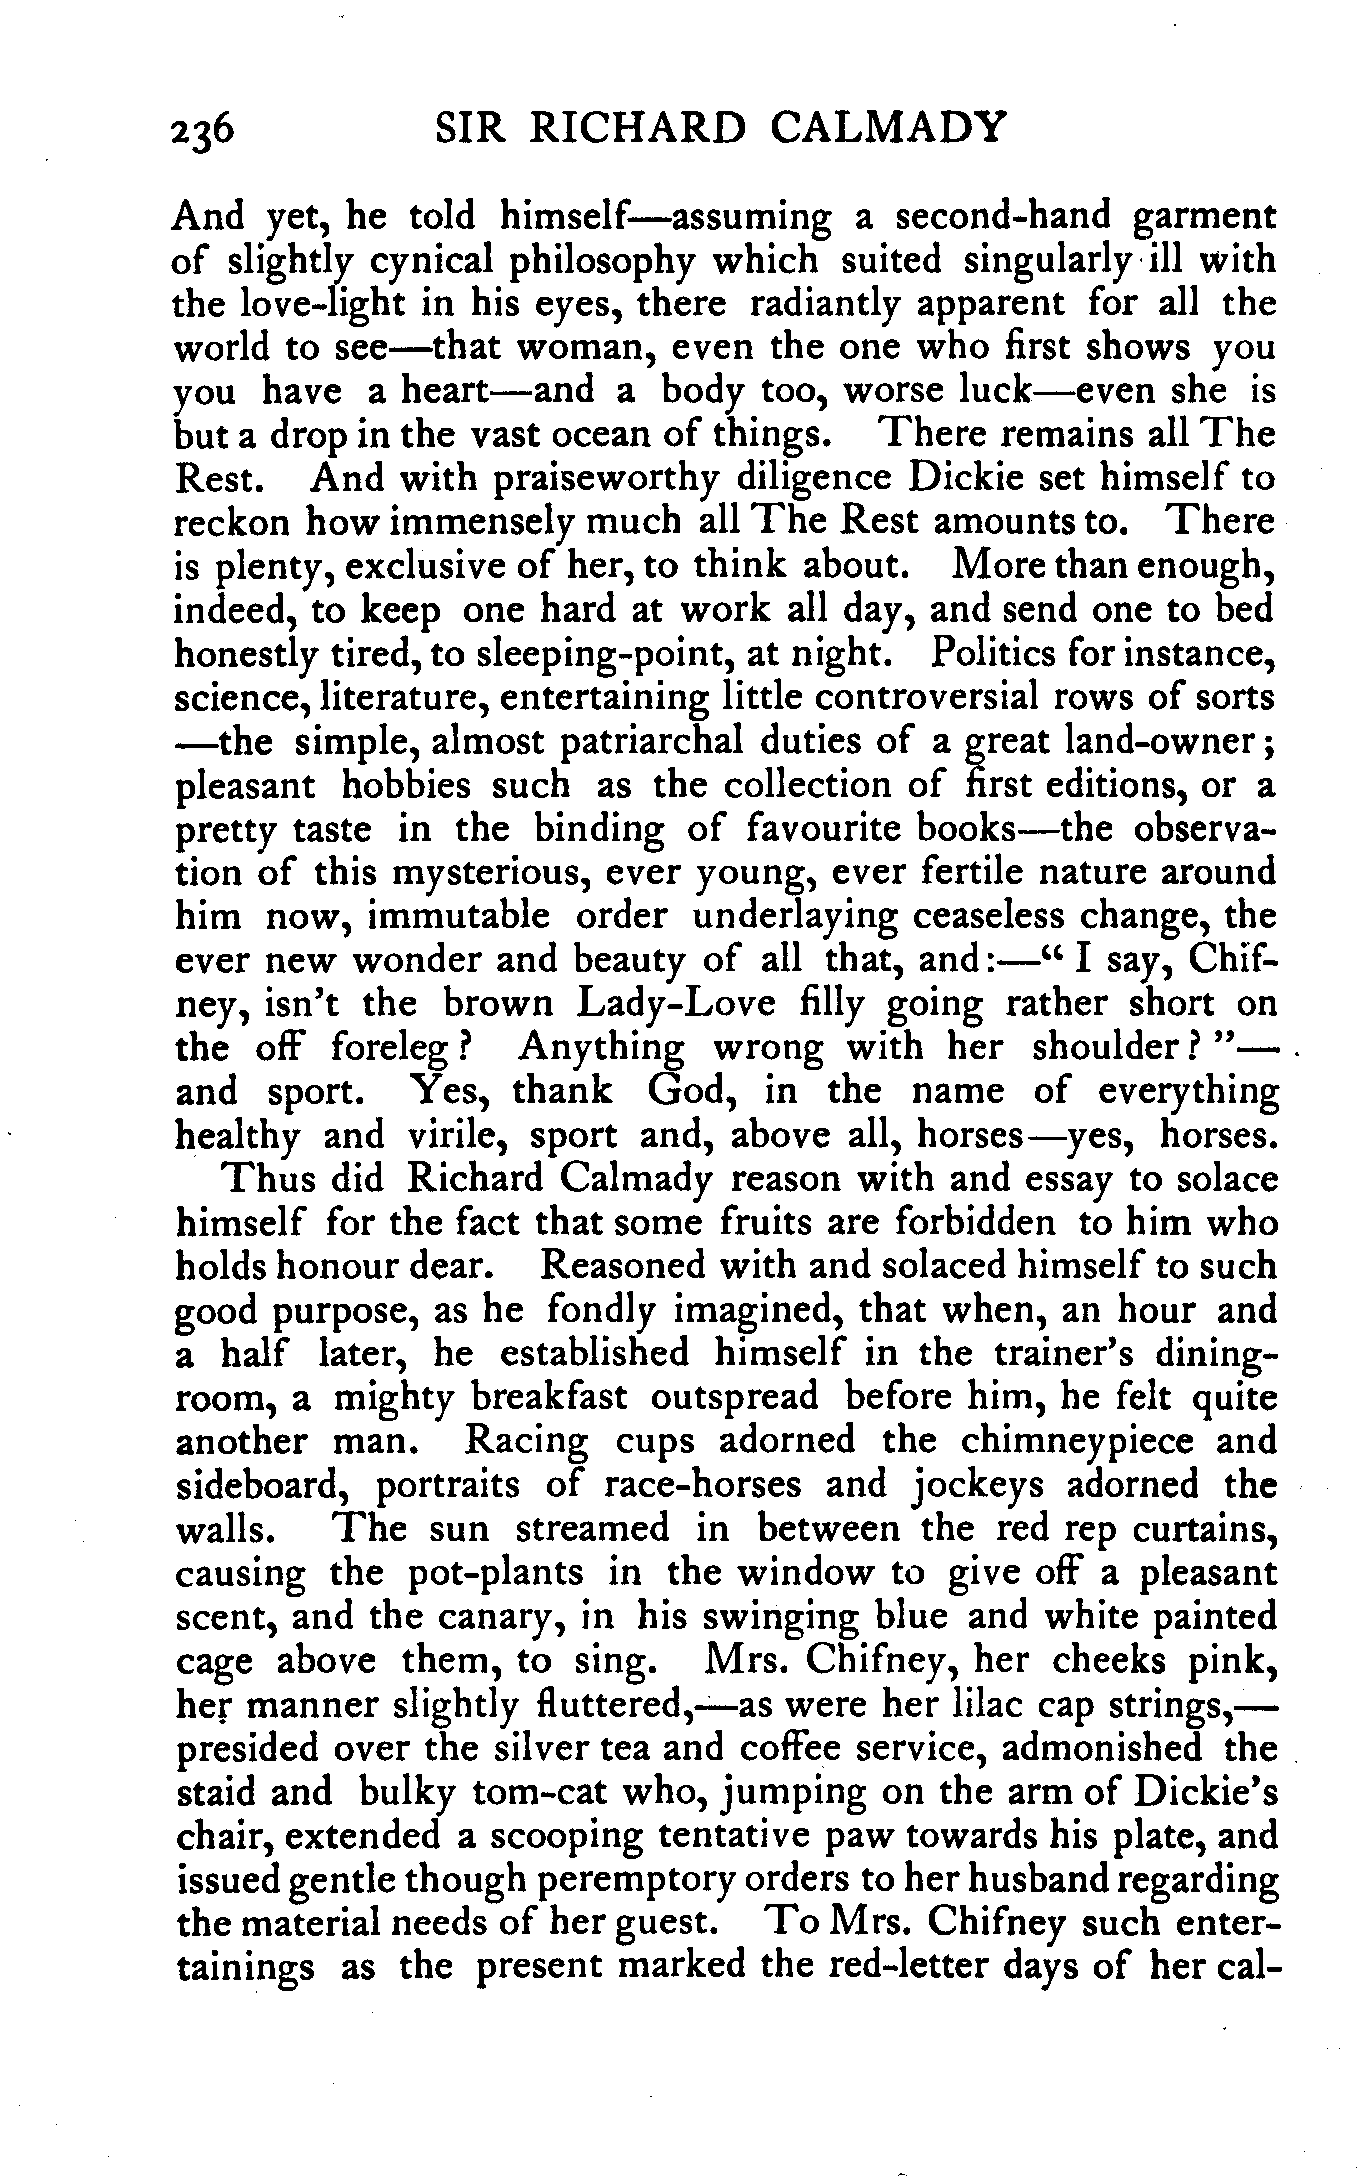 236 SIR RICHARD CALMADY
And yet, he told himself—assuming a second-hand garment
of slightly cynical philosophy which suited singularly ill with
the love-light in his eyes, there radiantly apparent for all the
world to see—that woman, even the one who first shows you
you have a heart—and a body too, worse luck—even she is
but a drop in the vast ocean of things. There remains all The
Rest. And with praiseworthy diligence Dickie set himself to
reckon how immensely much all The Rest amounts to. There
is plenty, exclusive of her, to think about. More than enough,
indeed, to keep one hard at work all day, and send one to bed
honestly tired, to sleeping-point, at night. Politics for instance,
science, literature, entertaining little controversial rows of sorts
—the simple, almost patriarchal duties of a great land-owner;
pleasant hobbies such as the collection of first editions, or a
pretty taste in the binding of favourite books—the observa-
tion of this mysterious, ever young, ever fertile nature around
him now, immutable order underlaying ceaseless change, the
ever new wonder and beauty of all that, and:—“I say, Chif-
ney, isn't the brown Lady-Love filly going rather short on
the off foreleg? Anything wrong with her shoulder?”—
and sport. Yes, thank God, in the name of everything
healthy and virile, sport and, above all, horses—yes, horses.
Thus did Richard Calmady reason with and essay to solace
himself for the fact that some fruits are forbidden to him who
holds honour dear. Reasoned with and solaced himself to such
good purpose, as he fondly imagined, that when, an hour and
a half later, he established himself in the trainer's dining-
room, a mighty breakfast outspread before him, he felt quite
another man. Racing cups adorned the chimneypiece and
sideboard, portraits of race-horses and jockeys adorned the
walls. The sun streamed in between the red rep curtains,
causing the pot-plants in the window to give off a pleasant
scent, and the canary, in his swinging blue and white painted
cage above them, to sing. Mrs. Chifney, her cheeks pink,
her manner slightly fluttered,—as were her lilac cap strings,—
presided over the silver tea and coffee service, admonished the
staid and bulky tom-cat who, jumping on the arm of Dickie's
chair, extended a scooping tentative paw towards his plate, and
issued gentle though peremptory orders to her husband regarding
the material needs of her guest. To Mrs. Chifney such enter-
tainings as the present marked the red-letter days of her cal-